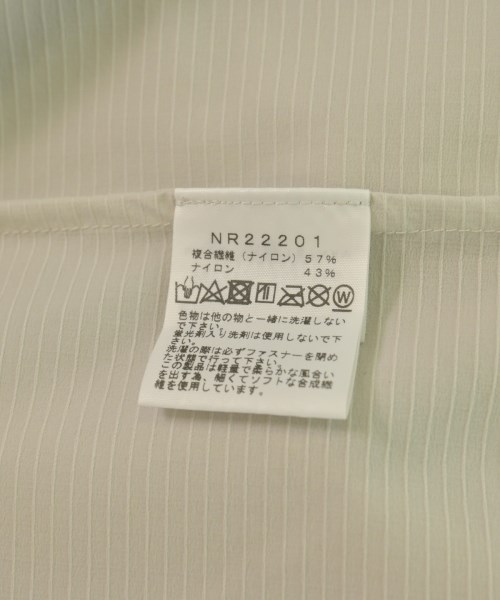 NR22201
複合繊維（ナイロン）57%
ナイロン 43%
W
色物は他の物と一緒に洗濯しない
で下さい。
蛍光剤入り洗剤は使用しないで下
さい。
洗濯の際は必ずファスナーを閉め
た状態で行って下さい。
この製品は軽量で柔らかな風合い
を出す為、細くてソフトな合成繊
維を使用しています。